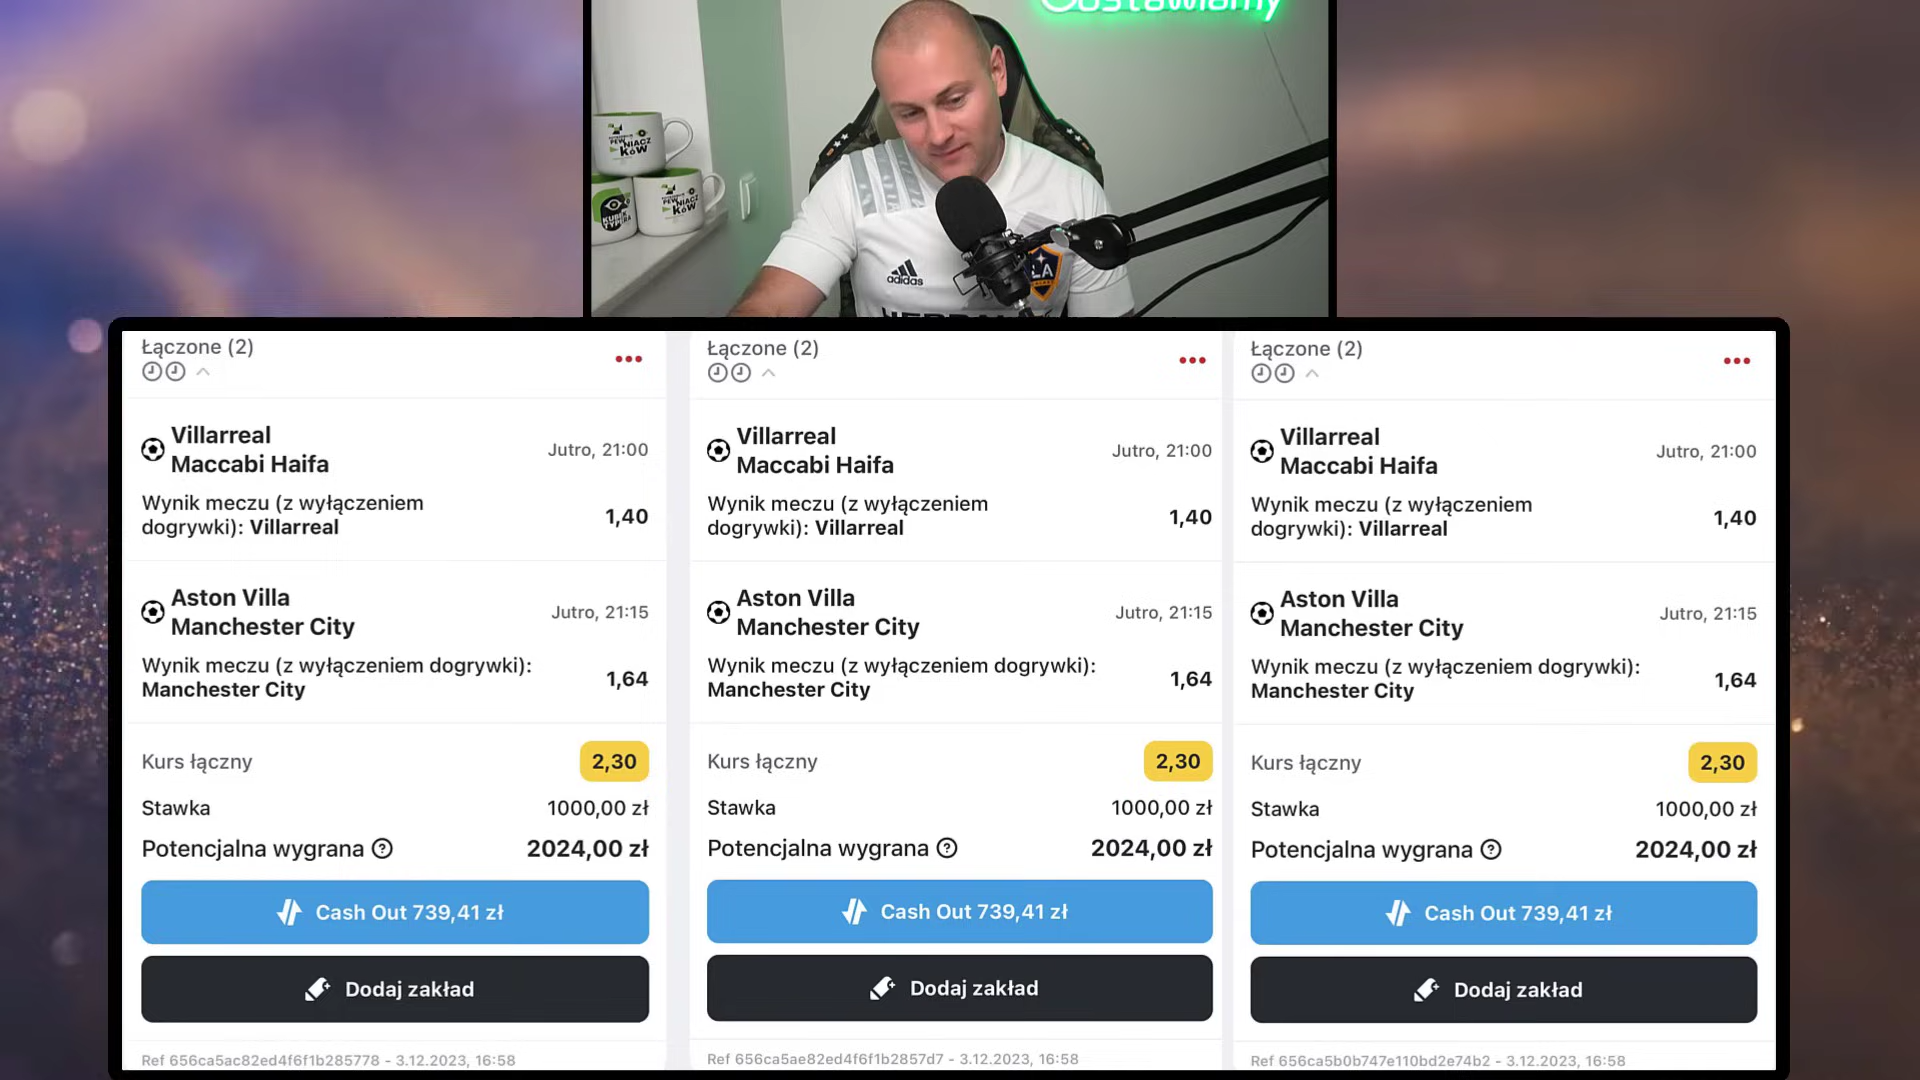 Gustawiamy
PEWNIACZKÓW
KUBEK TYPERA
PEWNIACZKÓW
adidas
LA
Łączone (2)
Villarreal
Maccabi Haifa
Jutro, 21:00
Wynik meczu (z wyłączeniem
dogrywki): Villarreal
1,40
Aston Villa
Manchester City
Jutro, 21:15
Wynik meczu (z wyłączeniem dogrywki):
Manchester City
1,64
Kurs łączny
2,30
Stawka
1000,00 zł
Potencjalna wygrana ?
2024,00 zł
Cash Out 739,41 zł
Dodaj zakład
Ref 656ca5ac82ed4f6f1b285778 - 3.12.2023, 16:58
Łączone (2)
Villarreal
Maccabi Haifa
Jutro, 21:00
Wynik meczu (z wyłączeniem
dogrywki): Villarreal
1,40
Aston Villa
Manchester City
Jutro, 21:15
Wynik meczu (z wyłączeniem dogrywki):
Manchester City
1,64
Kurs łączny
2,30
Stawka
1000,00 zł
Potencjalna wygrana ?
2024,00 zł
Cash Out 739,41 zł
Dodaj zakład
Ref 656ca5ae82ed4f6f1b2857d7 - 3.12.2023, 16:58
Łączone (2)
Villarreal
Maccabi Haifa
Jutro, 21:00
Wynik meczu (z wyłączeniem
dogrywki): Villarreal
1,40
Aston Villa
Manchester City
Jutro, 21:15
Wynik meczu (z wyłączeniem dogrywki):
Manchester City
1,64
Kurs łączny
2,30
Stawka
1000,00 zł
Potencjalna wygrana ?
2024,00 zł
Cash Out 739,41 zł
Dodaj zakład
Ref 656ca5b0b747e110bd2e74b2 - 3.12.2023, 16:58